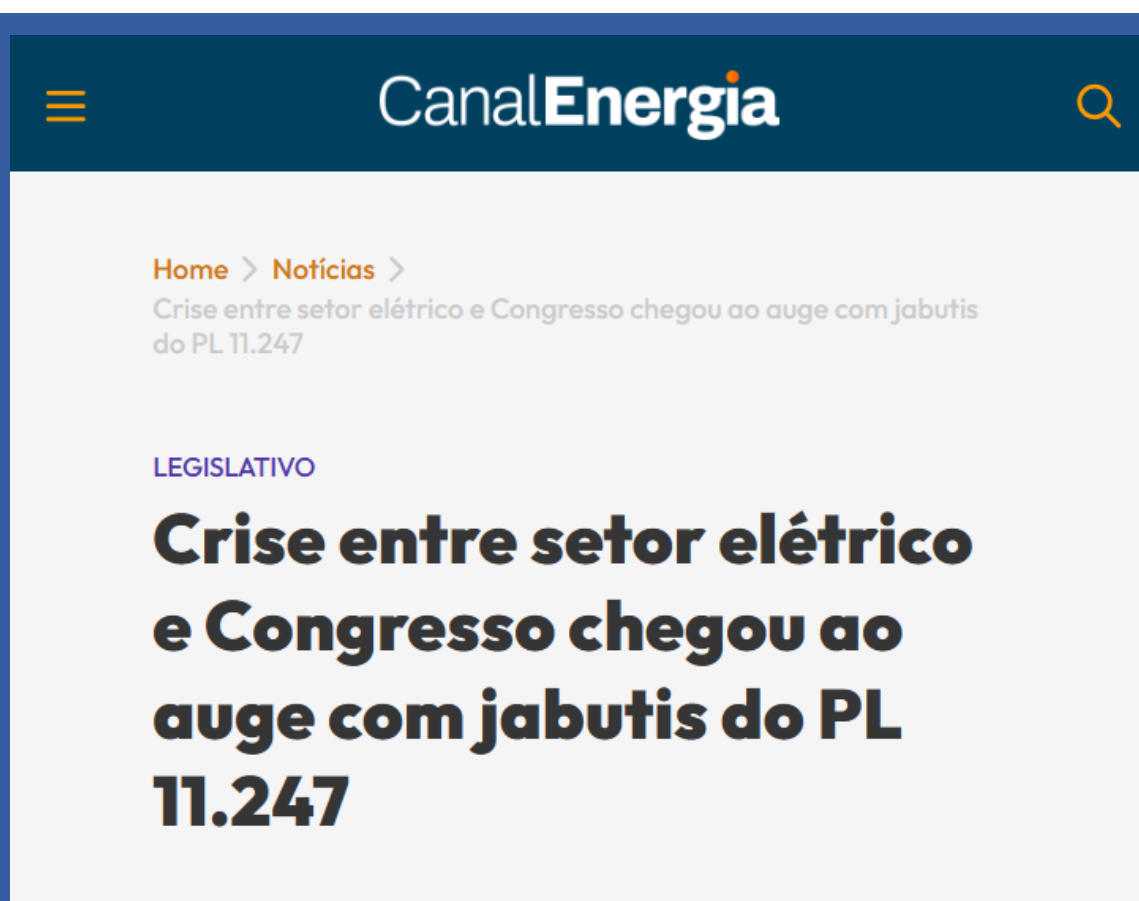 CanalEnergia
Home > Notícias >
Crise entre setor elétrico e Congresso chegou ao auge com jabutis
do PL 11.247
LEGISLATIVO
Crise entre setor elétrico
e Congresso chegou ao
auge com jabutis do PL
11.247